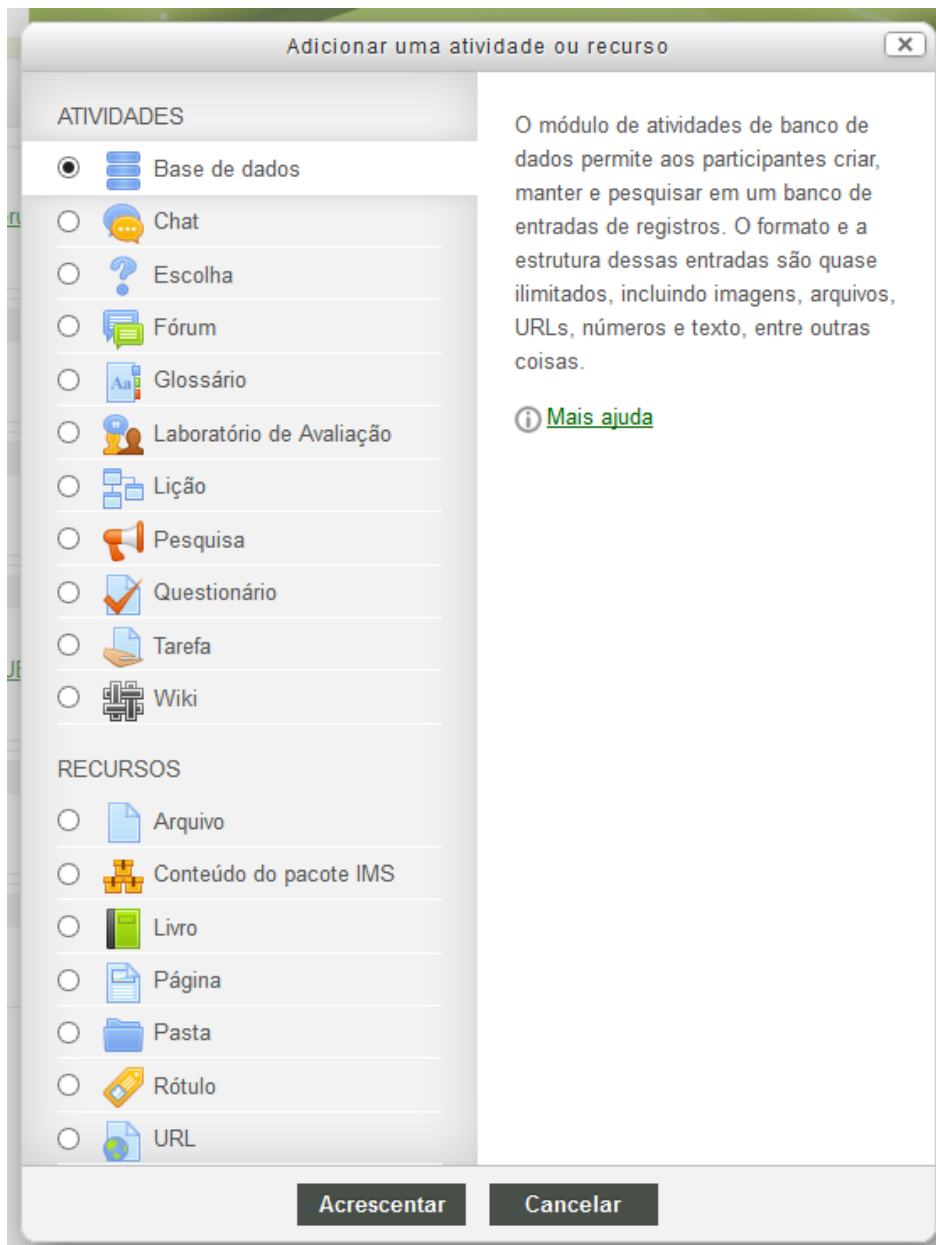 Adicionar uma atividade ou recurso
ATIVIDADES
Base de dados
Chat
Escolha
Fórum
Glossário
Laboratório de Avaliação
Lição
Pesquisa
Questionário
Tarefa
Wiki
RECURSOS
Arquivo
Conteúdo do pacote IMS
Livro
Página
Pasta
Rótulo
URL
O módulo de atividades de banco de
dados permite aos participantes criar,
manter e pesquisar em um banco de
entradas de registros. O formato e a
estrutura dessas entradas são quase
ilimitados, incluindo imagens, arquivos,
URLs, números e texto, entre outras
coisas.
Mais ajuda
Acrescentar
Cancelar